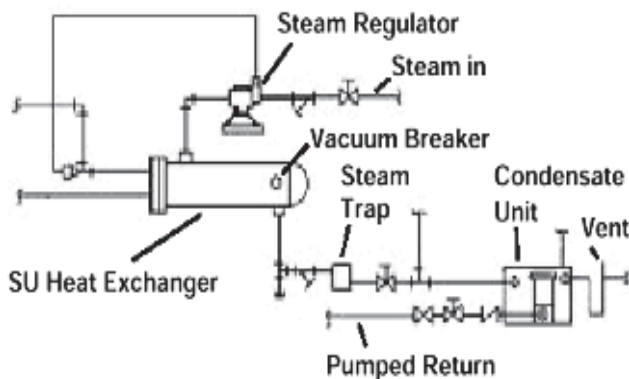 Steam Regulator
Steam in
Vacuum Breaker
Steam
Trap
Condensate
Unit
Vent
SU Heat Exchanger
Pumped Return